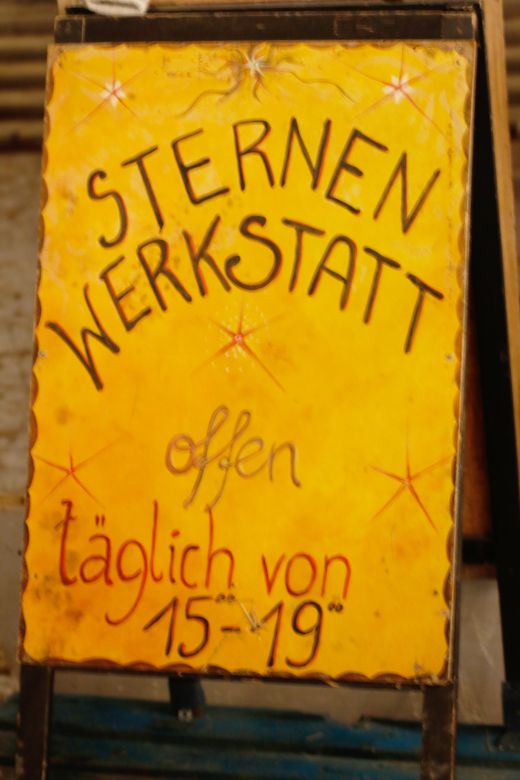 STERNEN
WERKSTATT
offen
täglich von
15°°-19°°